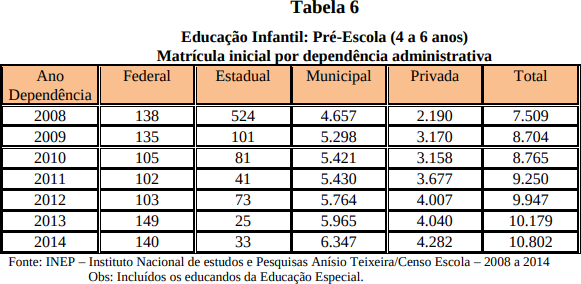 Tabela 6
Educação Infantil: Pré-Escola (4 a 6 anos)
Matrícula inicial por dependência administrativa
Ano Federal Estadual Municipal Privada Total
Dependência
2008 138 524 4.657 2.190 7.509
2009 135 101 5.298 3.170 8.704
2010 105 81 5.421 3.158 8.765
2011 102 41 5.430 3.677 9.250
2012 103 73 5.764 4.007 9.947
2013 149 25 5.965 4.040 10.179
2014 140 33 6.347 4.282 10.802
Fonte: INEP – Instituto Nacional de estudos e Pesquisas Anísio Teixeira/Censo Escola – 2008 a 2014
Obs: Incluídos os educandos da Educação Especial.